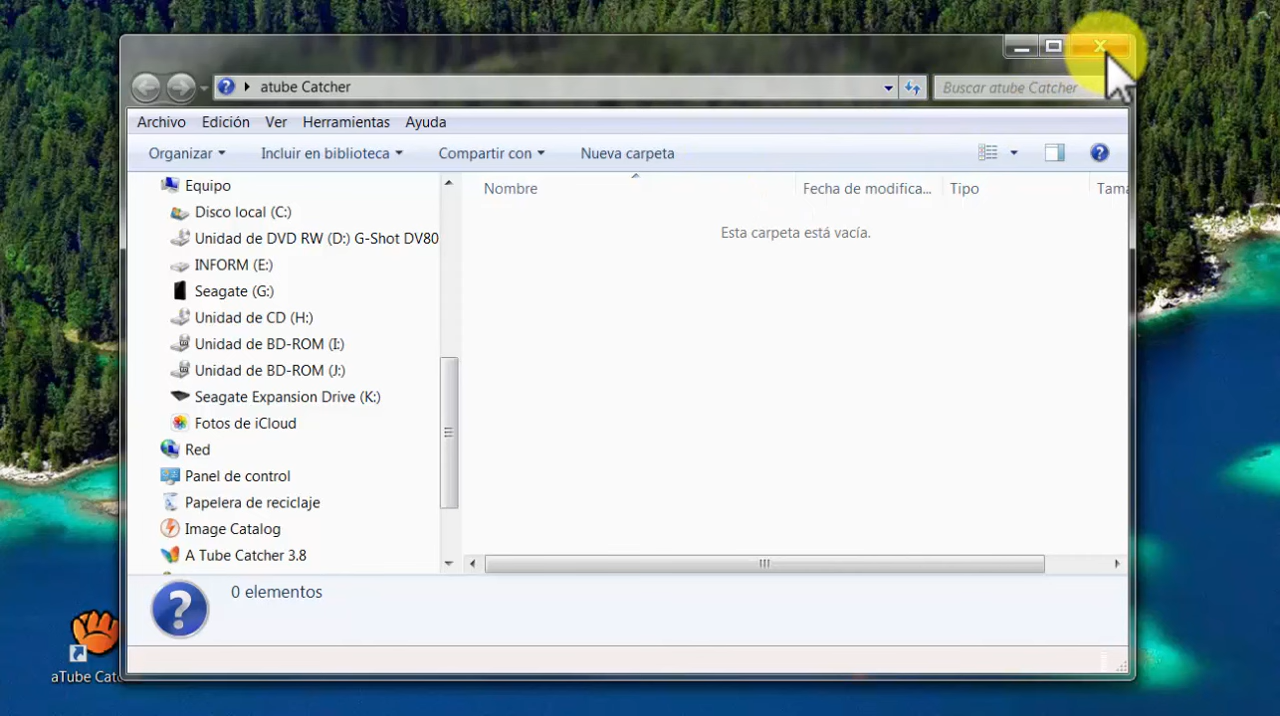 atube Catcher
Buscar atube Catcher
Archivo Edición Ver Herramientas Ayuda
Organizar Incluir en biblioteca Compartir con Nueva carpeta
Equipo
Disco local (C:)
Unidad de DVD RW (D:) G-Shot DV80
INFORM (E:)
Seagate (G:)
Unidad de CD (H:)
Unidad de BD-ROM (I:)
Unidad de BD-ROM (J:)
Seagate Expansion Drive (K:)
Fotos de iCloud
Red
Panel de control
Papelera de reciclaje
Image Catalog
A Tube Catcher 3.8
Nombre Fecha de modifica... Tipo Tama
Esta carpeta está vacía.
0 elementos
aTube Cat